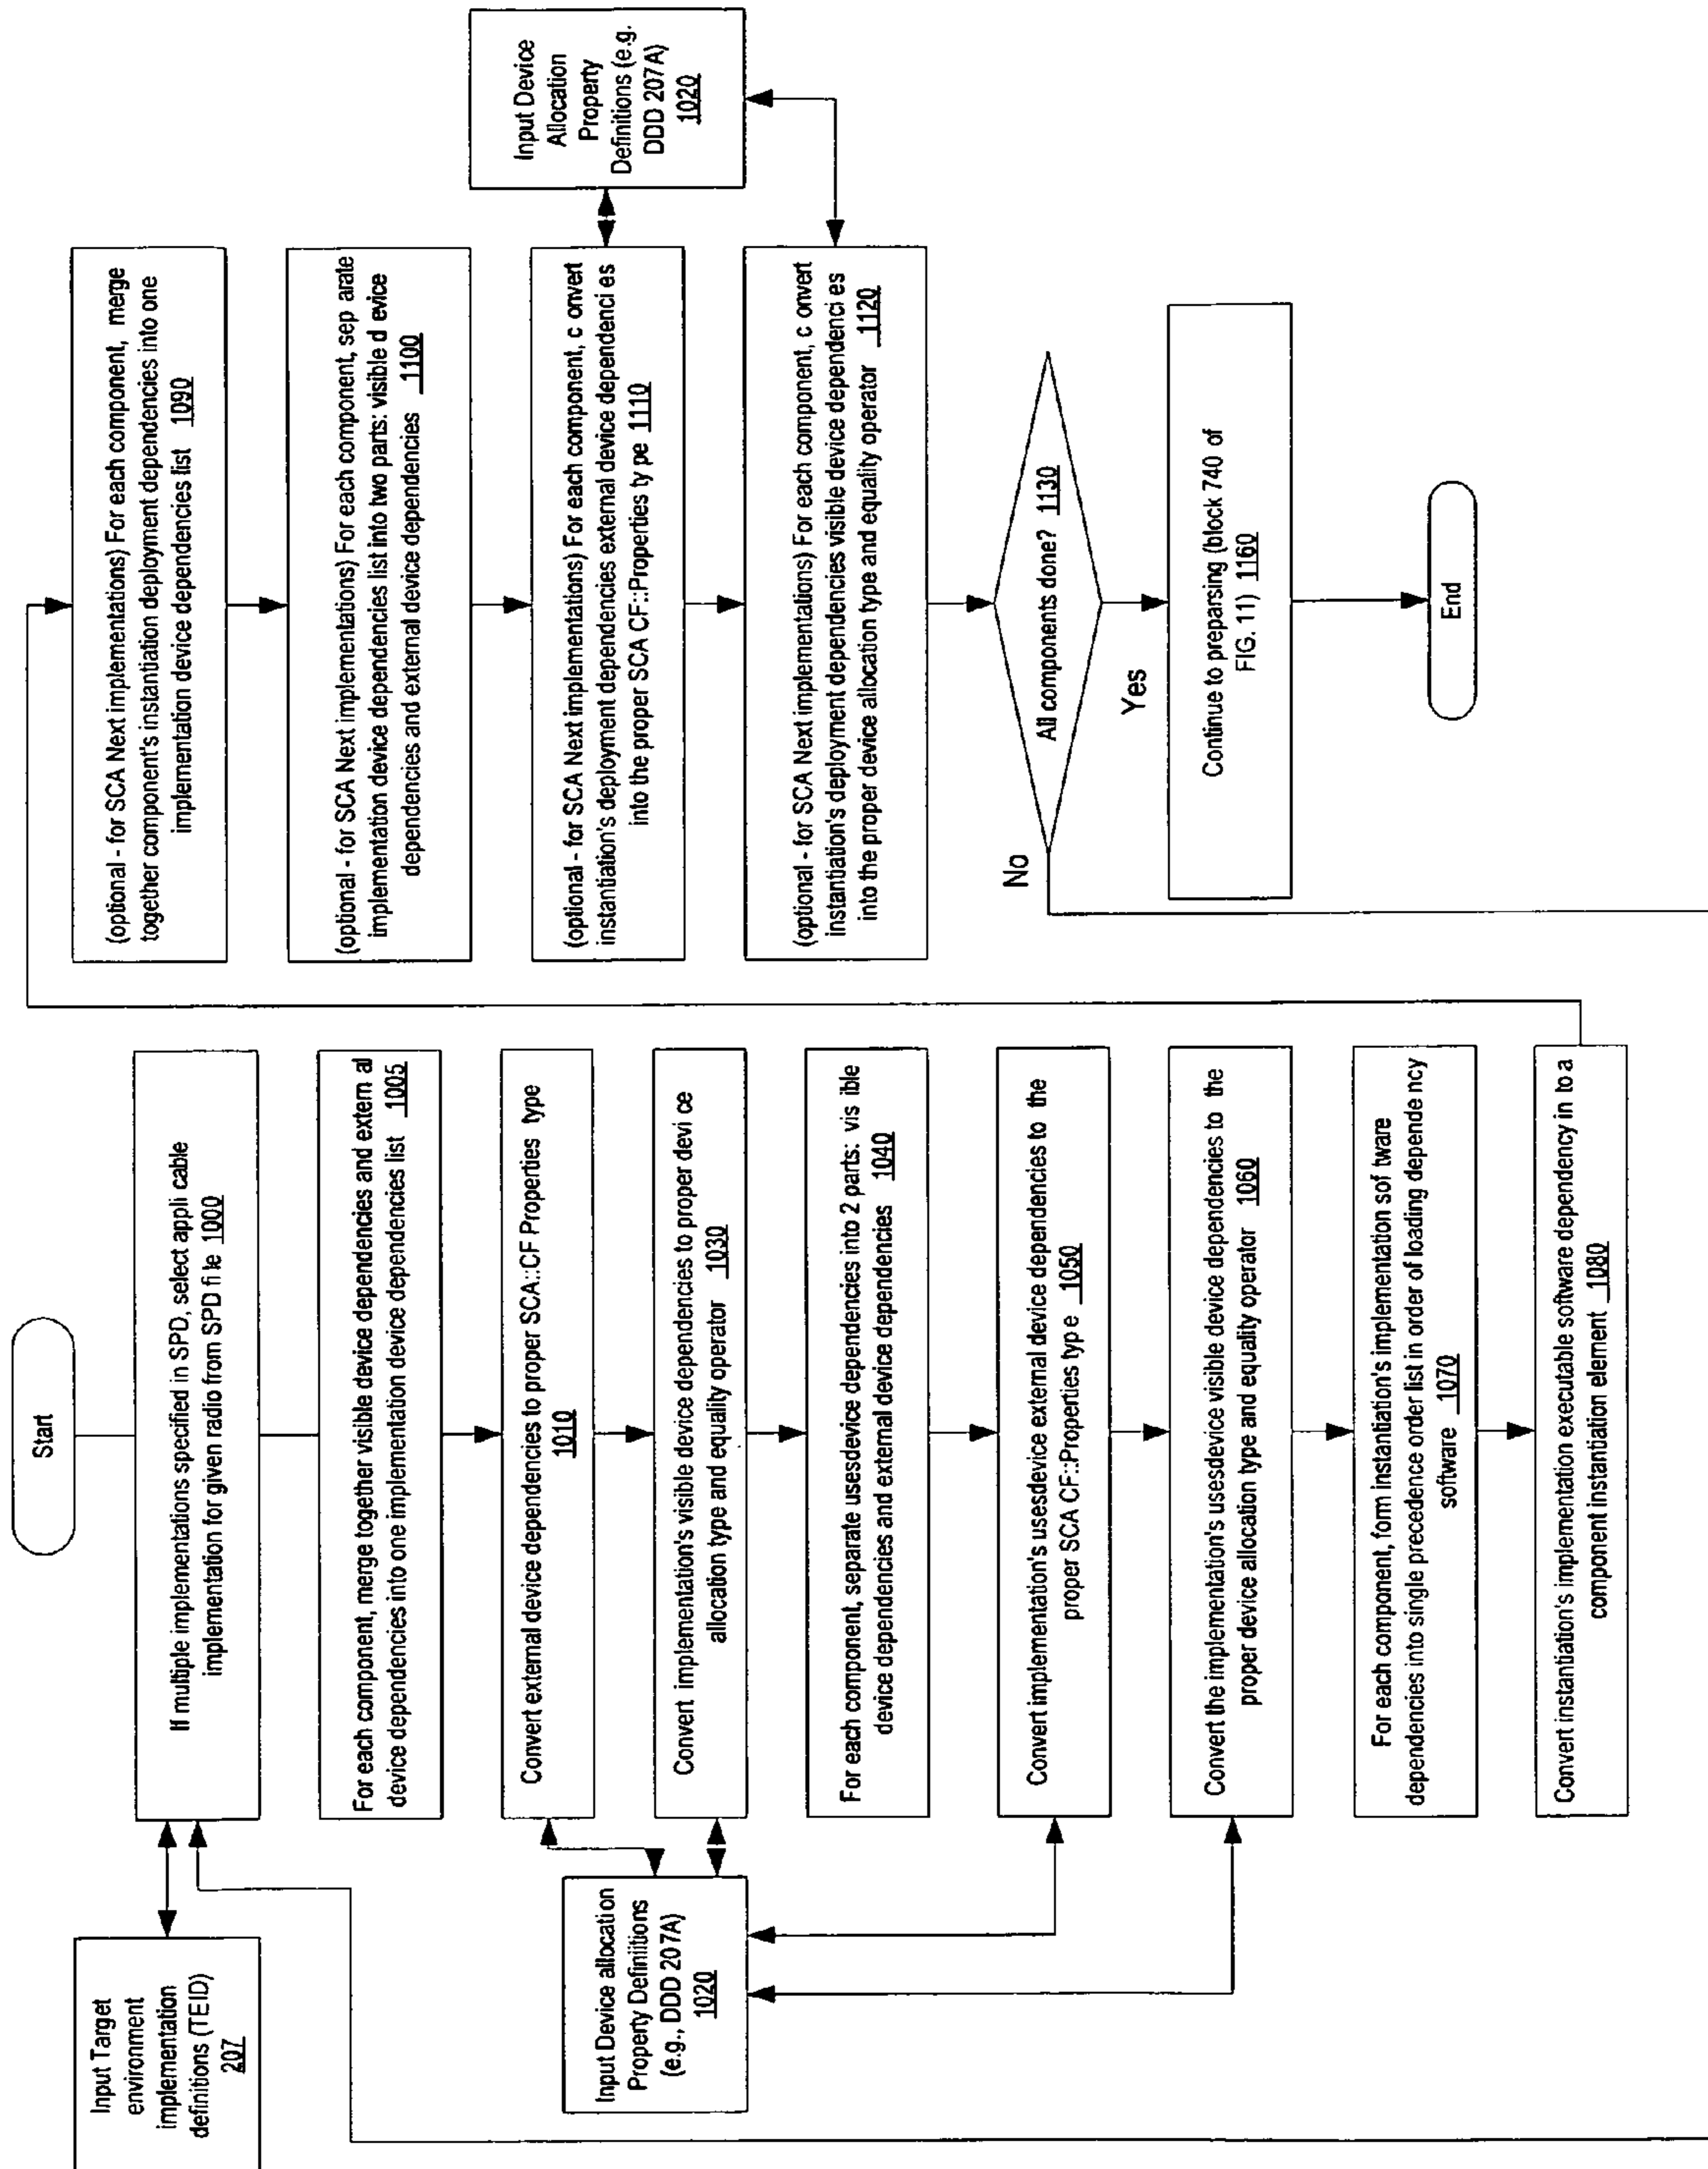 Start
Input Target
environment
implementation
definitions (TEID)
207
If multiple implementations specified in SPD, select appli cable
implementation for given radio from SPD fi le 1000
For each component, merge together visible device dependencies and extern al
device dependencies into one implementation device dependencies list 1005
Convert external device dependencies to proper SCA::CF Properties type
1010
Input Device allocation
Property Definiitions
(e.g., DDD 207A)
1020
Convert implementation's visible device dependencies to proper devi ce
allocation type and equality operator 1030
For each component, separate usesdevice dependencies into 2 parts: vis ible
device dependencies and external device dependencies 1040
Convert implementation's usesdevice external device dependencies to the
proper SCA CF::Properties typ e 1050
Convert the implementation's usesdevice visible device dependencies to the
proper device allocation type and equality operator 1060
For each component, form instantiation's implementation sof tware
dependencies into single precedence order list in order of loading depende ncy
software 1070
Convert instantiation's implementation executable software dependency in to a
component instantiation element 1080
(optional - for SCA Next implementations) For each component, merge
together component's instantiation deployment dependencies into one
implementation device dependencies list 1090
(optional - for SCA Next implementations) For each component, sep arate
implementation device dependencies list into two parts: visible d evice
dependencies and external device dependencies 1100
(optional - for SCA Next implementations) For each component, c onvert
instantiation's deployment dependencies external device dependenci es
into the proper SCA CF::Properties ty pe 1110
Input Device
Allocation
Property
Definitions (e.g.
DDD 207A)
1020
(optional - for SCA Next implementations) For each component, c onvert
instantiation's deployment dependencies visible device dependenci es
into the proper device allocation type and equality operator 1120
All components done? 1130
No
Yes
Continue to preparsing (block 740 of
FIG. 11) 1160
End